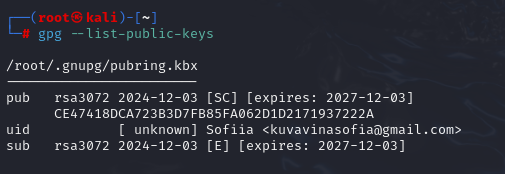 ┌──(root㉿kali)-[~]
└─# gpg --list-public-keys
/root/.gnupg/pubring.kbx
------------------------
pub   rsa3072 2024-12-03 [SC] [expires: 2027-12-03]
      CE47418DCA723B3D7FB85FA062D1D2171937222A
uid           [ unknown] Sofiia <kuvavinasofia@gmail.com>
sub   rsa3072 2024-12-03 [E] [expires: 2027-12-03]